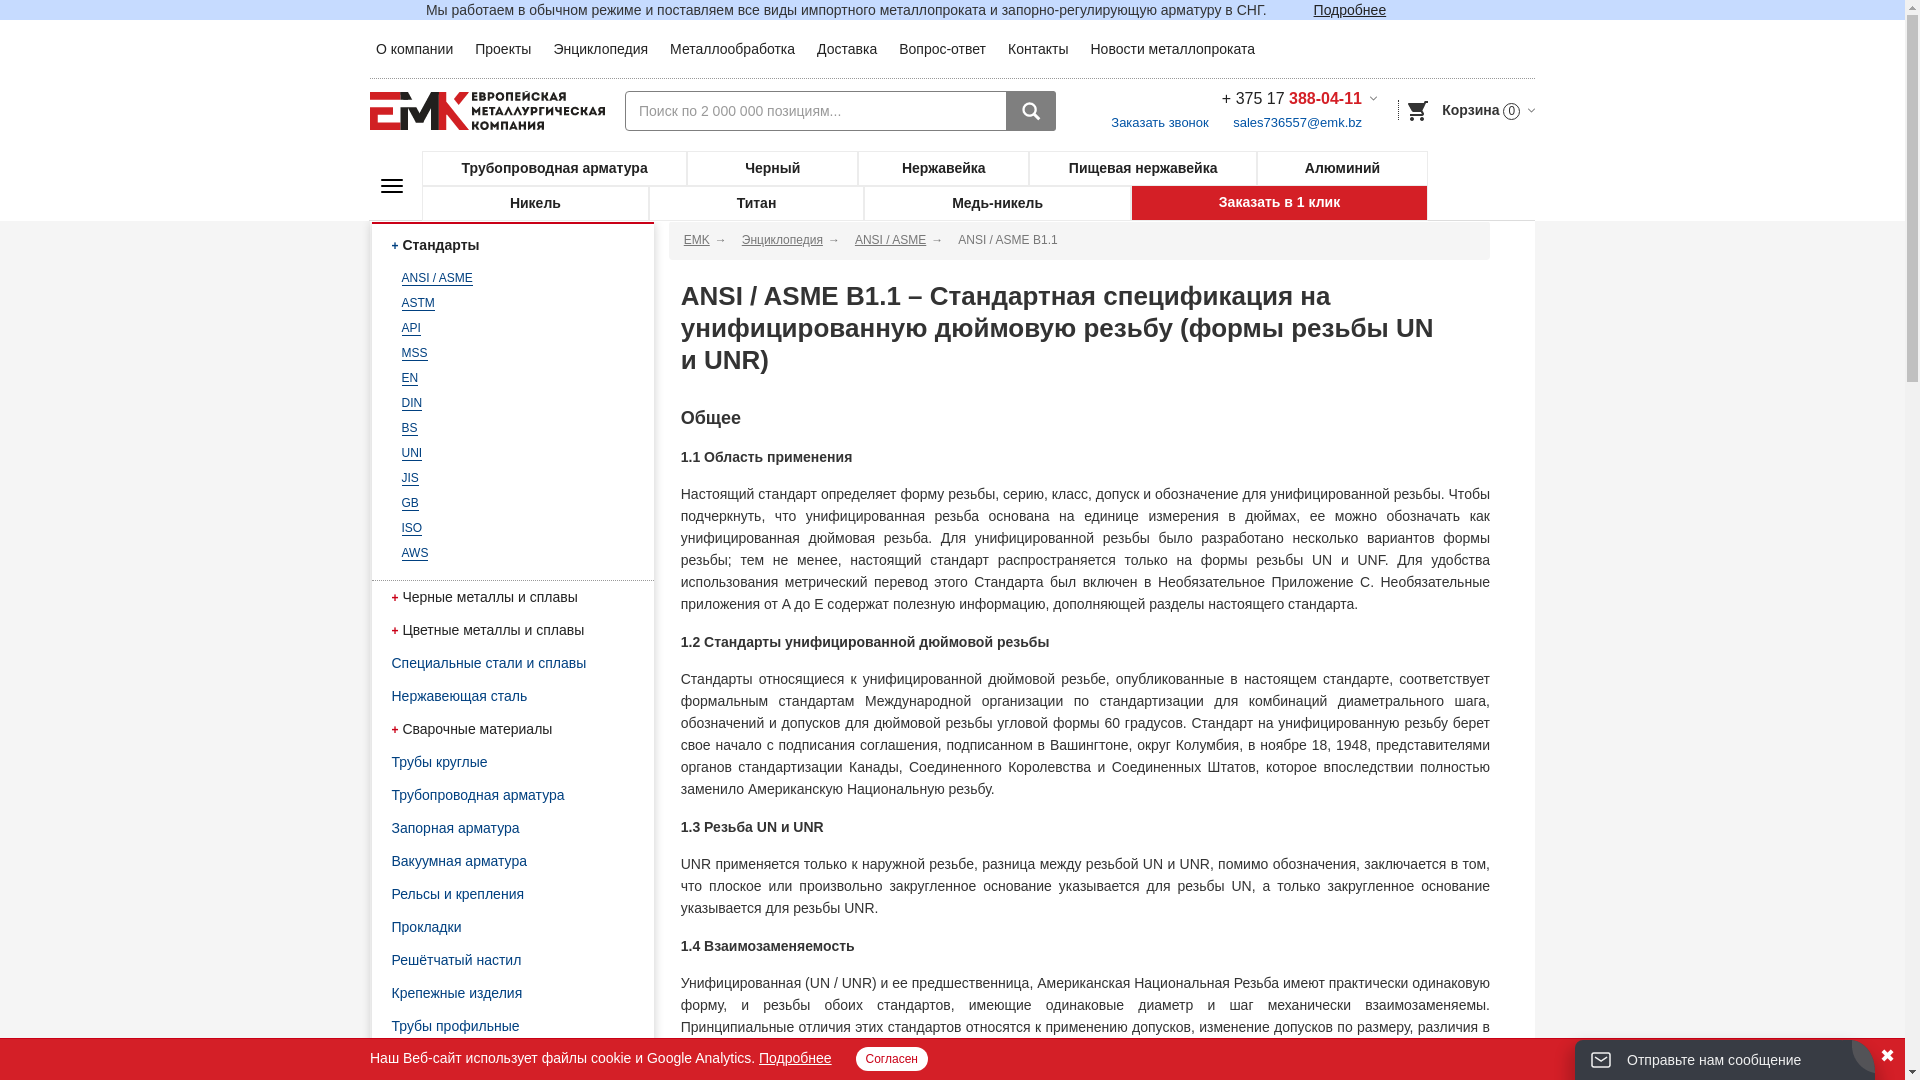 Мы работаем в обычном режиме и поставляем все виды импортного металлопроката и запорно-регулирующую арматуру в СНГ. Подробнее
О компании Проекты Энциклопедия Металлообработка Доставка Вопрос-ответ Контакты Новости металлопроката
ЕМК ЕВРОПЕЙСКАЯ
МЕТАЛЛУРГИЧЕСКАЯ
КОМПАНИЯ
Поиск по 2 000 000 позициям...
+ 375 17 388-04-11
Заказать звонок sales736557@emk.bz
Корзина 0
Трубопроводная арматура Черный Нержавейка Пищевая нержавейка Алюминий
Никель Титан Медь-никель Заказать в 1 клик
+ Стандарты
ANSI / ASME
ASTM
API
MSS
EN
DIN
BS
UNI
JIS
GB
ISO
AWS
+ Черные металлы и сплавы
+ Цветные металлы и сплавы
Специальные стали и сплавы
Нержавеющая сталь
+ Сварочные материалы
Трубы круглые
Трубопроводная арматура
Запорная арматура
Вакуумная арматура
Рельсы и крепления
Прокладки
Решётчатый настил
Крепежные изделия
Трубы профильные
EMK → Энциклопедия → ANSI / ASME → ANSI / ASME B1.1
ANSI / ASME B1.1 – Стандартная спецификация на
унифицированную дюймовую резьбу (формы резьбы UN
и UNR)
Общее
1.1 Область применения
Настоящий стандарт определяет форму резьбы, серию, класс, допуск и обозначение для унифицированной резьбы. Чтобы
подчеркнуть, что унифицированная резьба основана на единице измерения в дюймах, ее можно обозначать как
унифицированная дюймовая резьба. Для унифицированной резьбы было разработано несколько вариантов формы
резьбы; тем не менее, настоящий стандарт распространяется только на формы резьбы UN и UNF. Для удобства
использования метрический перевод этого Стандарта был включен в Необязательное Приложение С. Необязательные
приложения от A до E содержат полезную информацию, дополняющей разделы настоящего стандарта.
1.2 Стандарты унифицированной дюймовой резьбы
Стандарты относящиеся к унифицированной дюймовой резьбе, опубликованные в настоящем стандарте, соответствует
формальным стандартам Международной организации по стандартизации для комбинаций диаметрального шага,
обозначений и допусков для дюймовой резьбы угловой формы 60 градусов. Стандарт на унифицированную резьбу берет
свое начало с подписания соглашения, подписанном в Вашингтоне, округ Колумбия, в ноябре 18, 1948, представителями
органов стандартизации Канады, Соединенного Королевства и Соединенных Штатов, которое впоследствии полностью
заменило Американскую Национальную резьбу.
1.3 Резьба UN и UNR
UNR применяется только к наружной резьбе, разница между резьбой UN и UNR, помимо обозначения, заключается в том,
что плоское или произвольно закругленное основание указывается для резьбы UN, а только закругленное основание
указывается для резьбы UNR.
1.4 Взаимозаменяемость
Унифицированная (UN / UNR) и ее предшественница, Американская Национальная Резьба имеют практически одинаковую
форму, и резьбы обоих стандартов, имеющие одинаковые диаметр и шаг механически взаимозаменяемы.
Принципиальные отличия этих стандартов относятся к применению допусков, изменение допусков по размеру, различия в
Наш Веб-сайт использует файлы cookie и Google Analytics. Подробнее Согласен
Отправьте нам сообщение